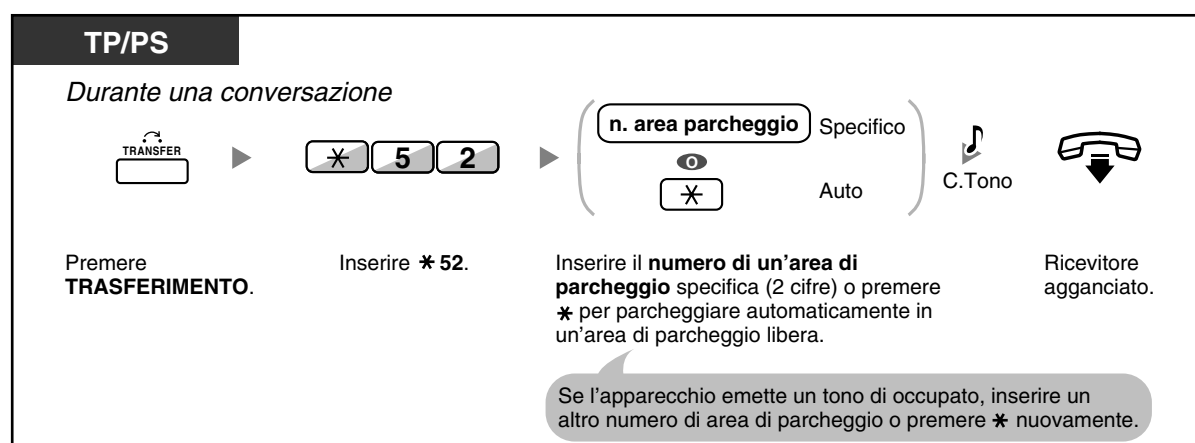 TP/PS
Durante una conversazione
TRANSFER
* 5 2
n. area parcheggio Specifico
o
* Auto
C.Tono
Premere
TRASFERIMENTO.
Inserire * 52.
Inserire il numero di un'area di
parcheggio specifica (2 cifre) o premere
* per parcheggiare automaticamente in
un'area di parcheggio libera.
Ricevitore
agganciato.
Se l'apparecchio emette un tono di occupato, inserire un
altro numero di area di parcheggio o premere * nuovamente.